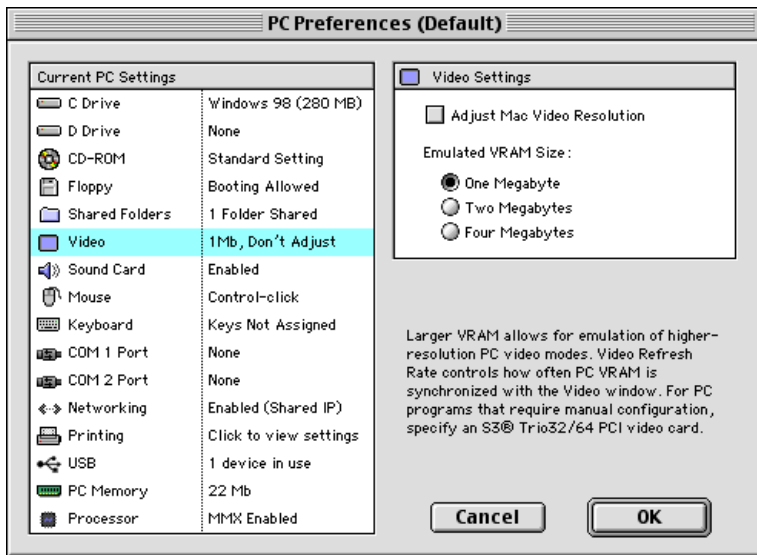 PC Preferences (Default)
Current PC Settings
C Drive Windows 98 (280 MB)
D Drive None
CD-ROM Standard Setting
Floppy Booting Allowed
Shared Folders 1 Folder Shared
Video 1Mb, Don't Adjust
Sound Card Enabled
Mouse Control-click
Keyboard Keys Not Assigned
COM 1 Port None
COM 2 Port None
Networking Enabled (Shared IP)
Printing Click to view settings
USB 1 device in use
PC Memory 22 Mb
Processor MMX Enabled
Video Settings
Adjust Mac Video Resolution
Emulated VRAM Size:
One Megabyte
Two Megabytes
Four Megabytes
Larger VRAM allows for emulation of higher-
resolution PC video modes. Video Refresh
Rate controls how often PC VRAM is
synchronized with the Video window. For PC
programs that require manual configuration,
specify an S3® Trio32/64 PCI video card.
Cancel OK